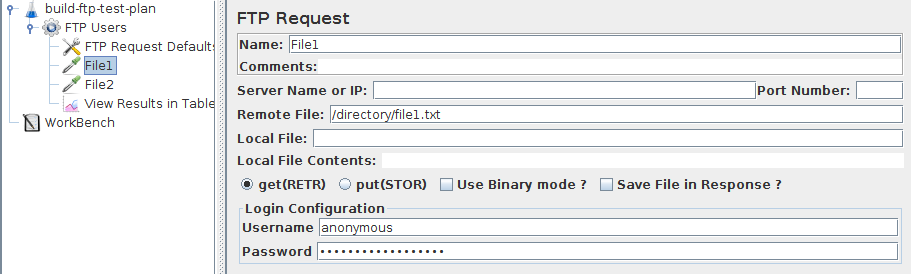 build-ftp-test-plan
FTP Users
FTP Request Defaults
File1
File2
View Results in Table
WorkBench
FTP Request
Name: File1
Comments:
Server Name or IP: Port Number:
Remote File: /directory/file1.txt
Local File:
Local File Contents:
get(RETR) put(STOR) Use Binary mode ? Save File in Response ?
Login Configuration
Username anonymous
Password ••••••••••••••••••